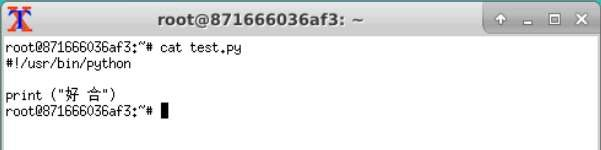 root@871666036af3: ~
root@871666036af3:~# cat test.py
#!/usr/bin/python
print ("好 合")
root@871666036af3:~#